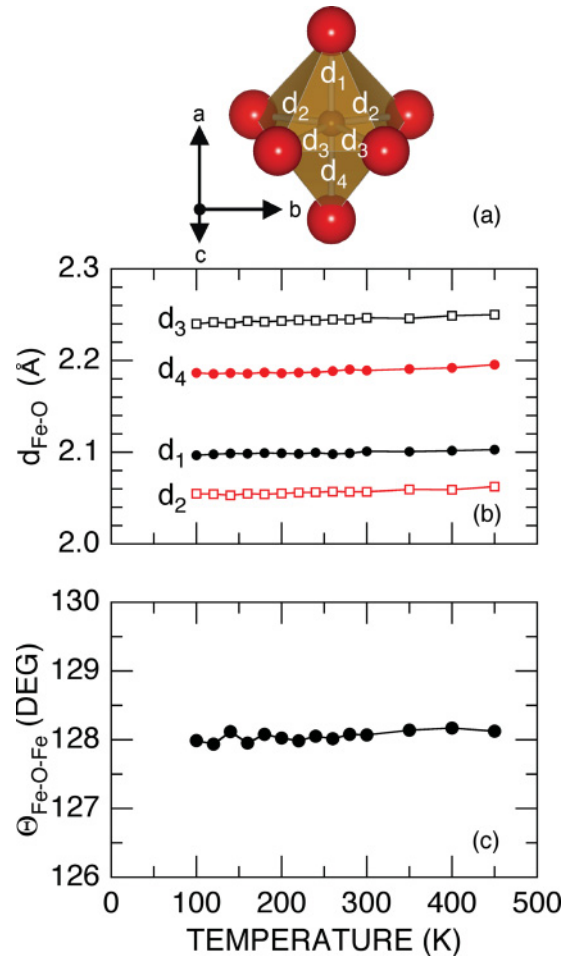 d1
d2 d2
d3 d3
d4
a
b
c
(a)
2.3
2.2
2.1
2.0
dFe-O (Å)
d3
d4
d1
d2
(b)
130
129
128
127
126
ΘFe-O-Fe (DEG)
(c)
0 100 200 300 400 500
TEMPERATURE (K)